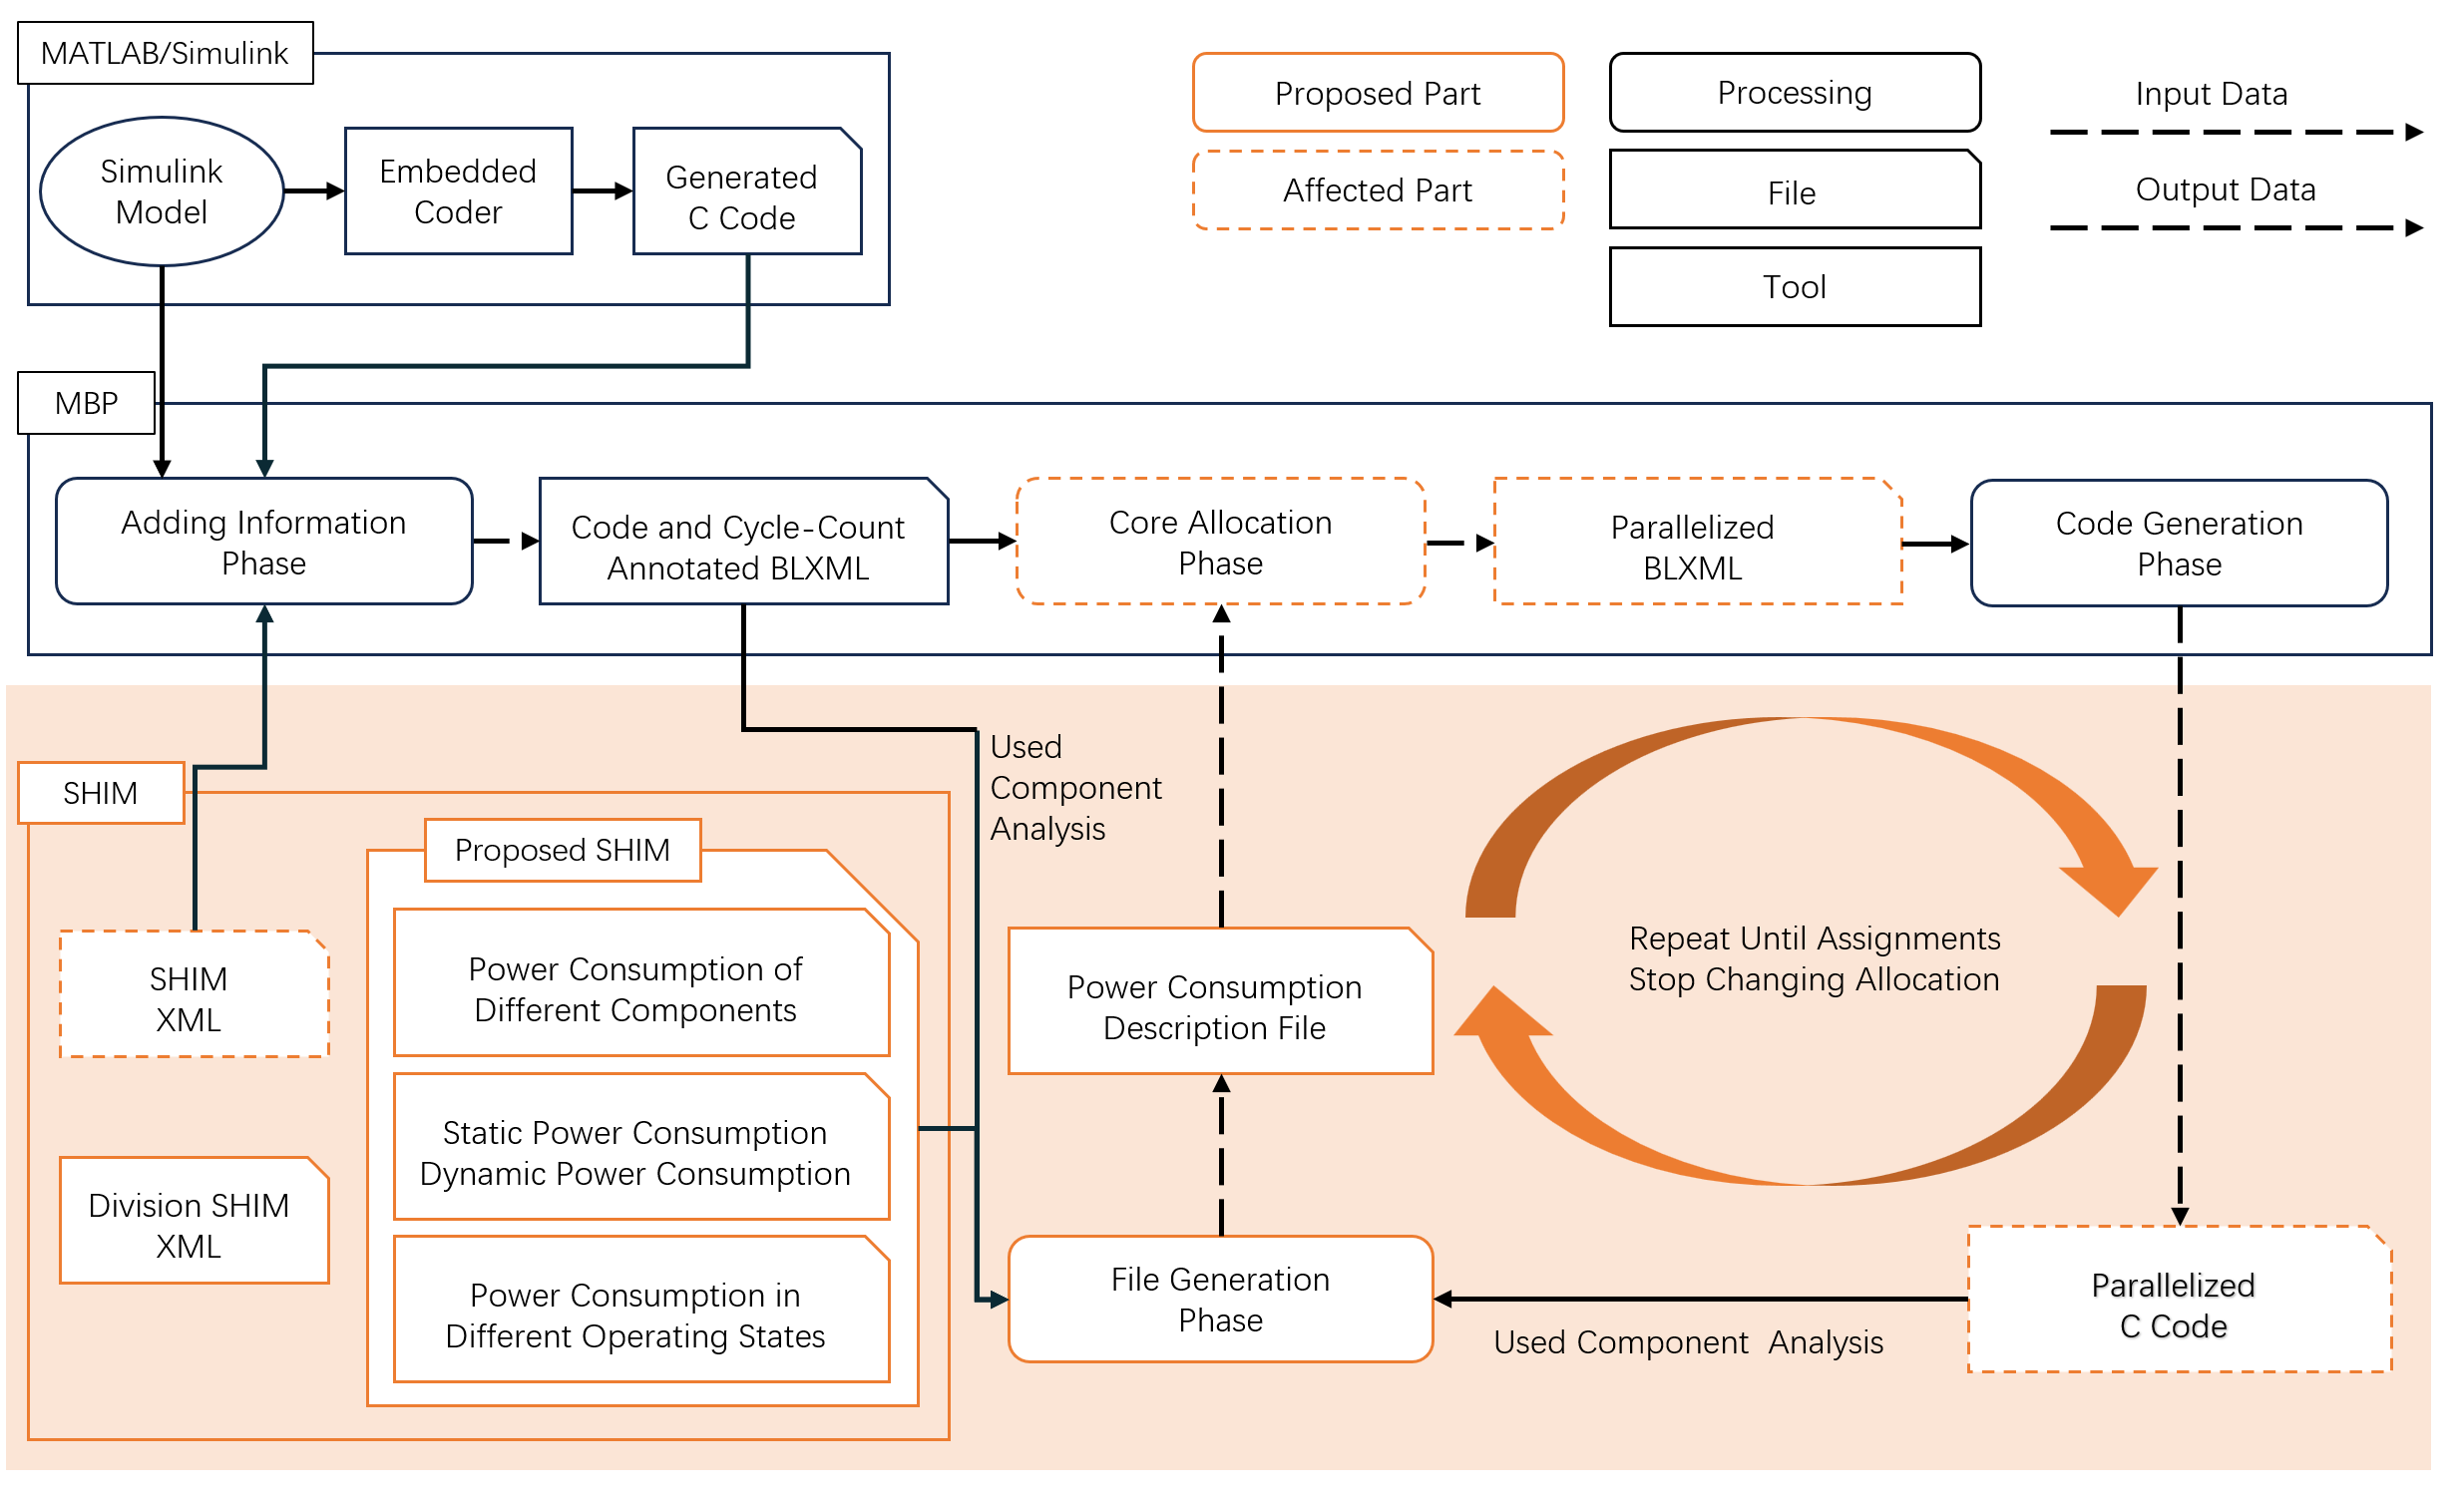 MATLAB/Simulink
Simulink
Model
Embedded
Coder
Generated
C Code
Proposed Part
Affected Part
Processing
File
Tool
Input Data
Output Data
MBP
Adding Information
Phase
Code and Cycle-Count
Annotated BLXML
Core Allocation
Phase
Parallelized
BLXML
Code Generation
Phase
Used
Component
Analysis
SHIM
Proposed SHIM
SHIM
XML
Division SHIM
XML
Power Consumption of
Different Components
Static Power Consumption
Dynamic Power Consumption
Power Consumption in
Different Operating States
Power Consumption
Description File
Repeat Until Assignments
Stop Changing Allocation
File Generation
Phase
Used Component  Analysis
Parallelized
C Code